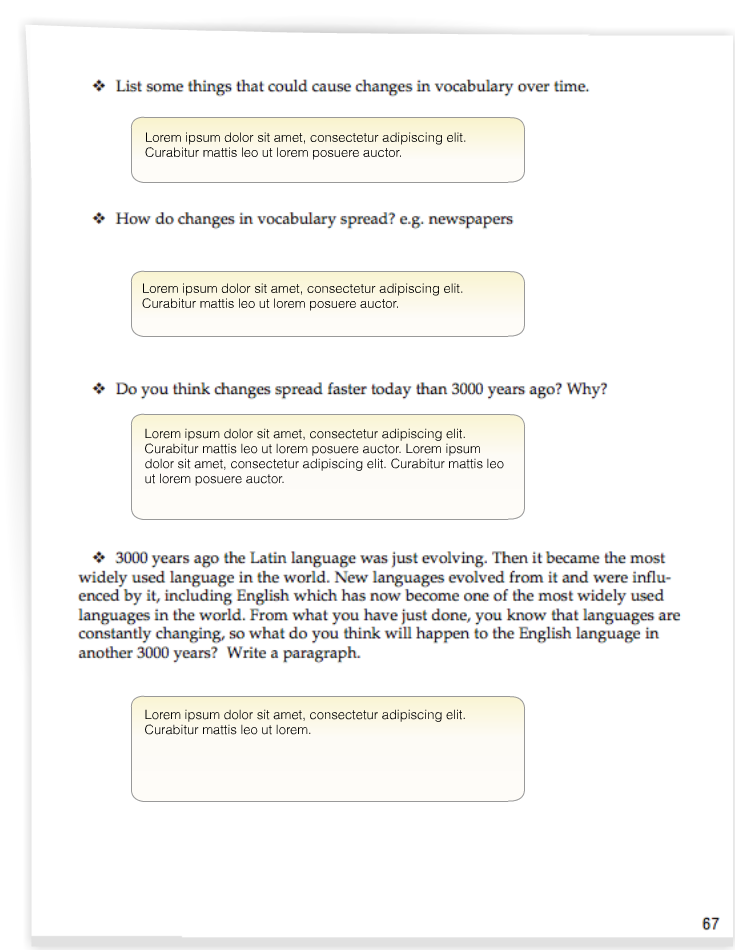 ❖ List some things that could cause changes in vocabulary over time.
Lorem ipsum dolor sit amet, consectetur adipiscing elit.
Curabitur mattis leo ut lorem posuere auctor.
❖ How do changes in vocabulary spread? e.g. newspapers
Lorem ipsum dolor sit amet, consectetur adipiscing elit.
Curabitur mattis leo ut lorem posuere auctor.
❖ Do you think changes spread faster today than 3000 years ago? Why?
Lorem ipsum dolor sit amet, consectetur adipiscing elit.
Curabitur mattis leo ut lorem posuere auctor. Lorem ipsum
dolor sit amet, consectetur adipiscing elit. Curabitur mattis leo
ut lorem posuere auctor.
❖ 3000 years ago the Latin language was just evolving. Then it became the most
widely used language in the world. New languages evolved from it and were influ-
enced by it, including English which has now become one of the most widely used
languages in the world. From what you have just done, you know that languages are
constantly changing, so what do you think will happen to the English language in
another 3000 years? Write a paragraph.
Lorem ipsum dolor sit amet, consectetur adipiscing elit.
Curabitur mattis leo ut lorem.
67